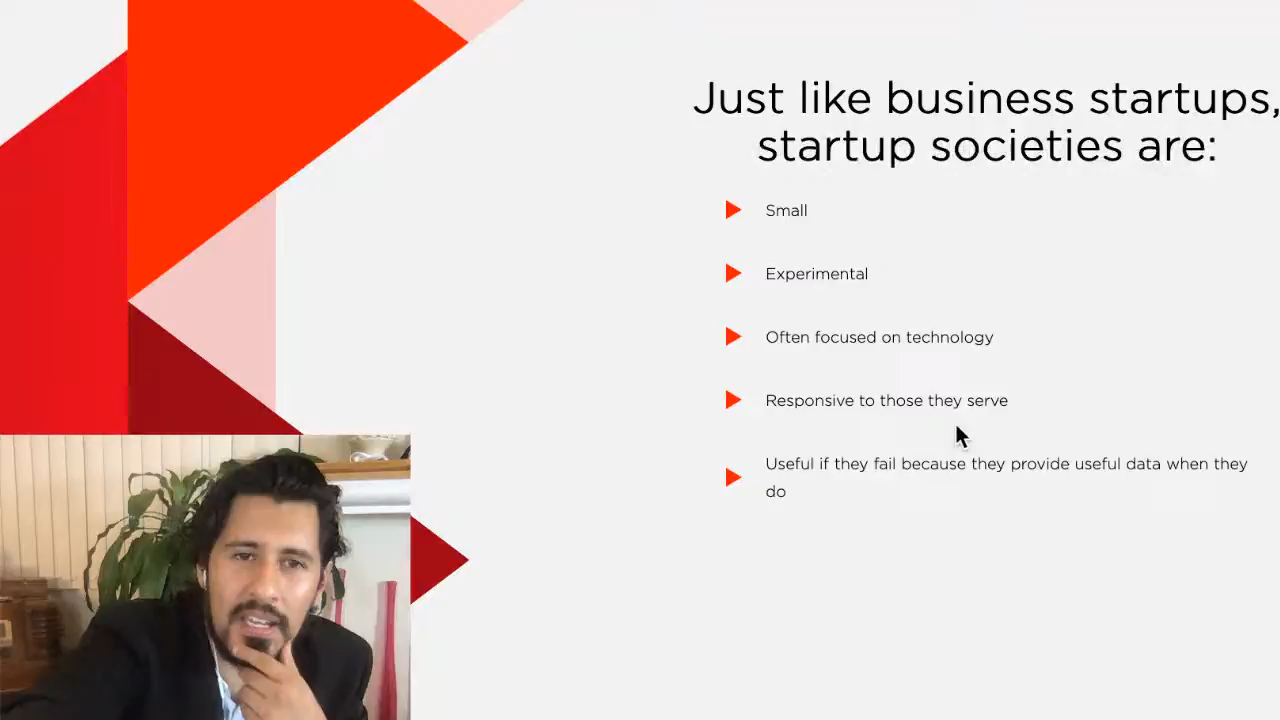 Just like business startups,
startup societies are:
Small
Experimental
Often focused on technology
Responsive to those they serve
Useful if they fail because they provide useful data when they
do